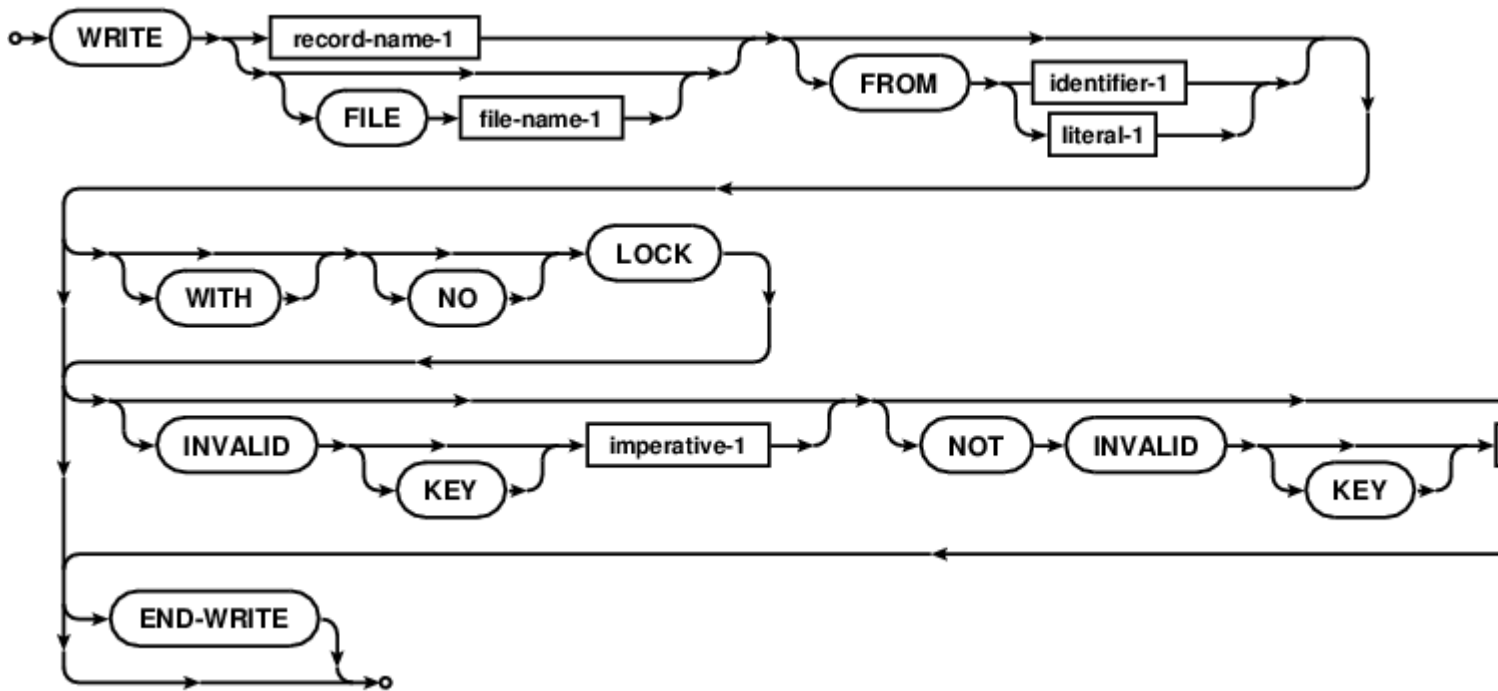 WRITE record-name-1
FROM identifier-1
FILE file-name-1
literal-1
LOCK
WITH NO
INVALID imperative-1 NOT INVALID
KEY KEY
END-WRITE